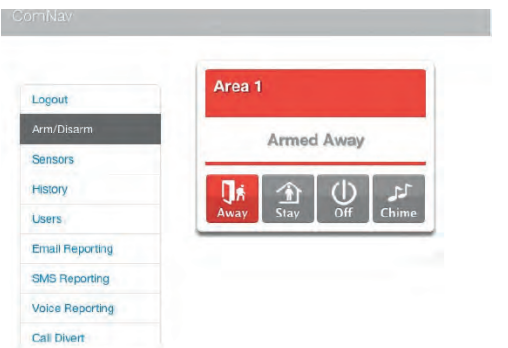 ComNav
Logout
Arm/Disarm
Sensors
History
Users
Email Reporting
SMS Reporting
Voice Reporting
Call Divert
Area 1
Armed Away
Away Stay Off Chime